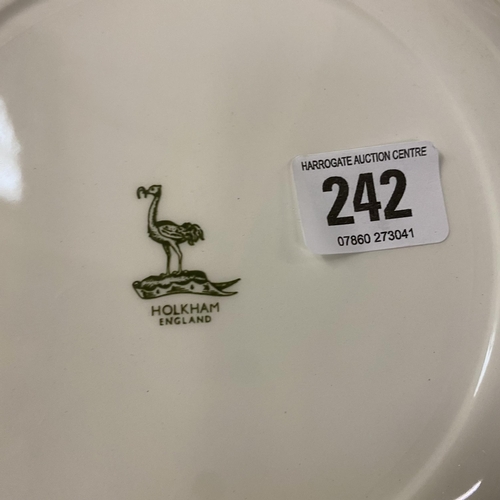 HARROGATE AUCTION CENTRE
242
07860 273041
HOLKHAM
ENGLAND